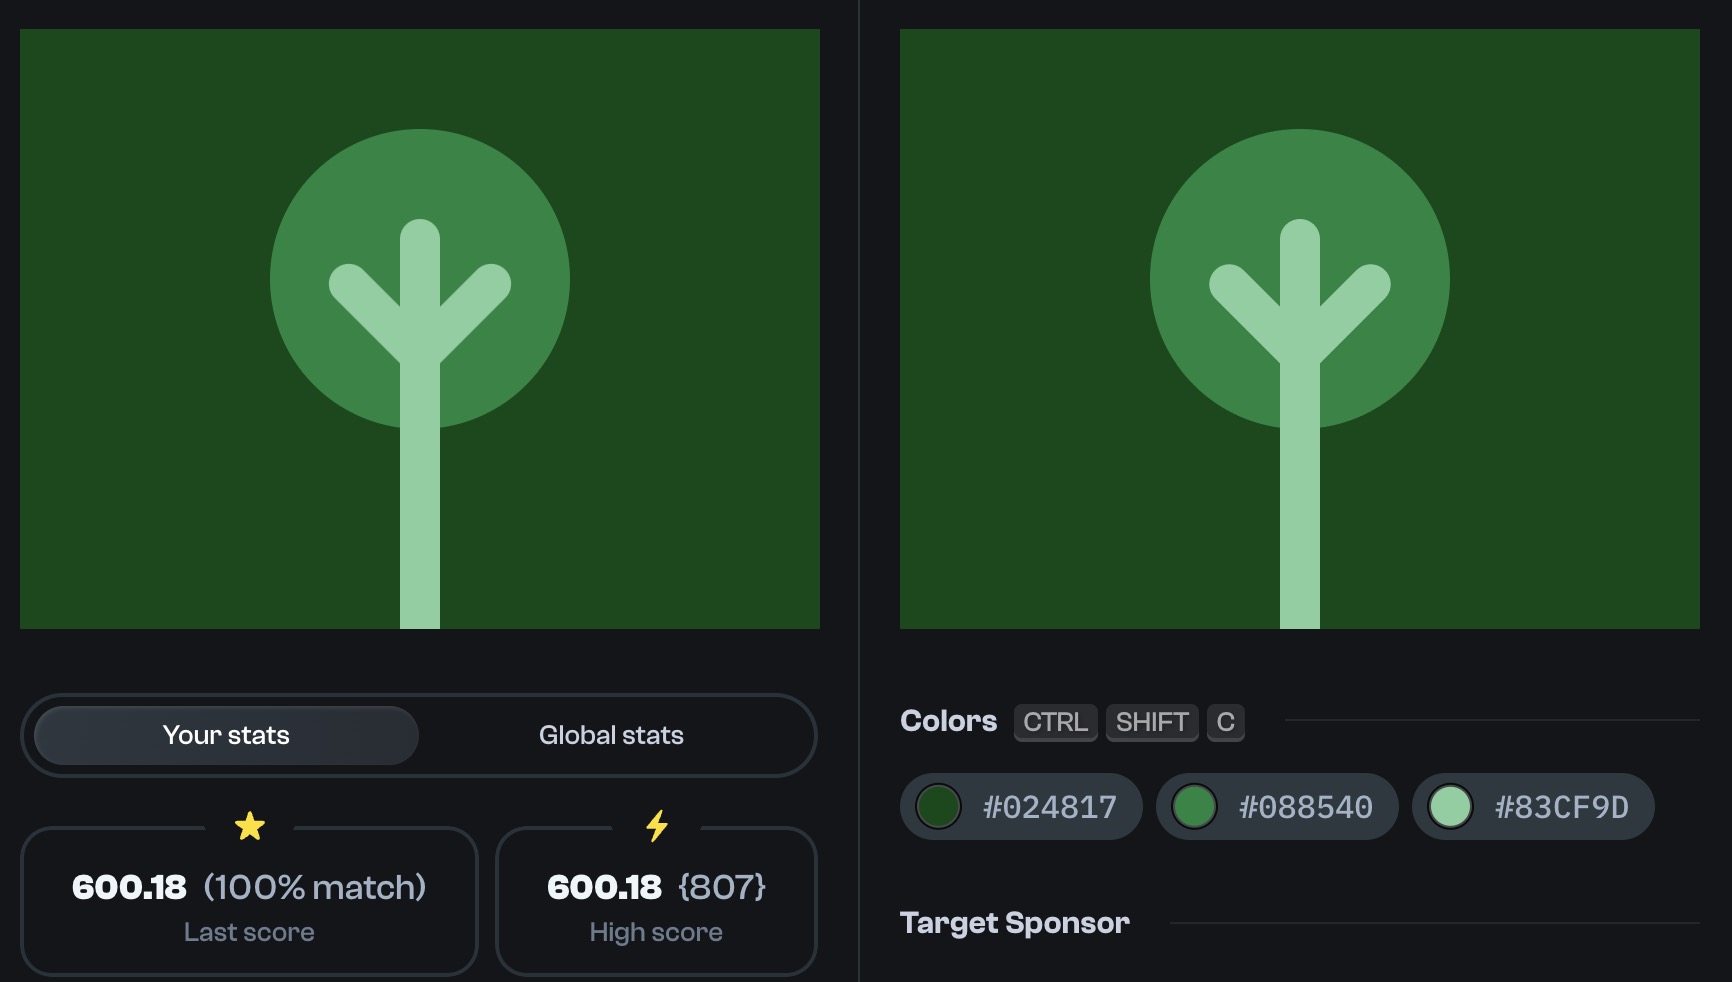 Your stats
Global stats
600.18 (100% match)
Last score
600.18 {807}
High score
Colors CTRL SHIFT C
#024817
#088540
#83CF9D
Target Sponsor